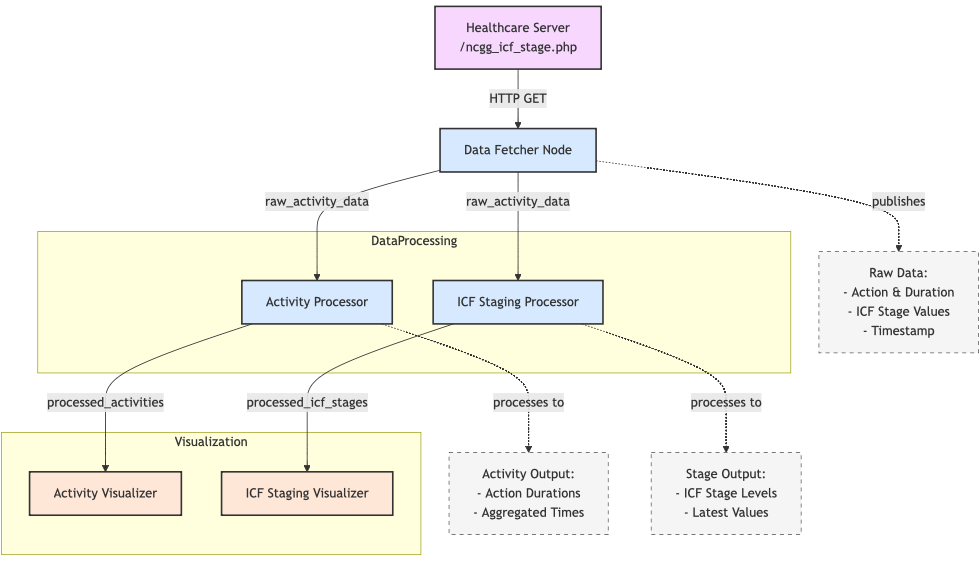 Healthcare Server
/ncgg_icf_stage.php
HTTP GET
Data Fetcher Node
raw_activity_data
raw_activity_data
publishes
DataProcessing
Activity Processor
ICF Staging Processor
Raw Data:
- Action & Duration
- ICF Stage Values
- Timestamp
processed_activities
processed_icf_stages
processes to
processes to
Visualization
Activity Visualizer
ICF Staging Visualizer
Activity Output:
- Action Durations
- Aggregated Times
Stage Output:
- ICF Stage Levels
- Latest Values